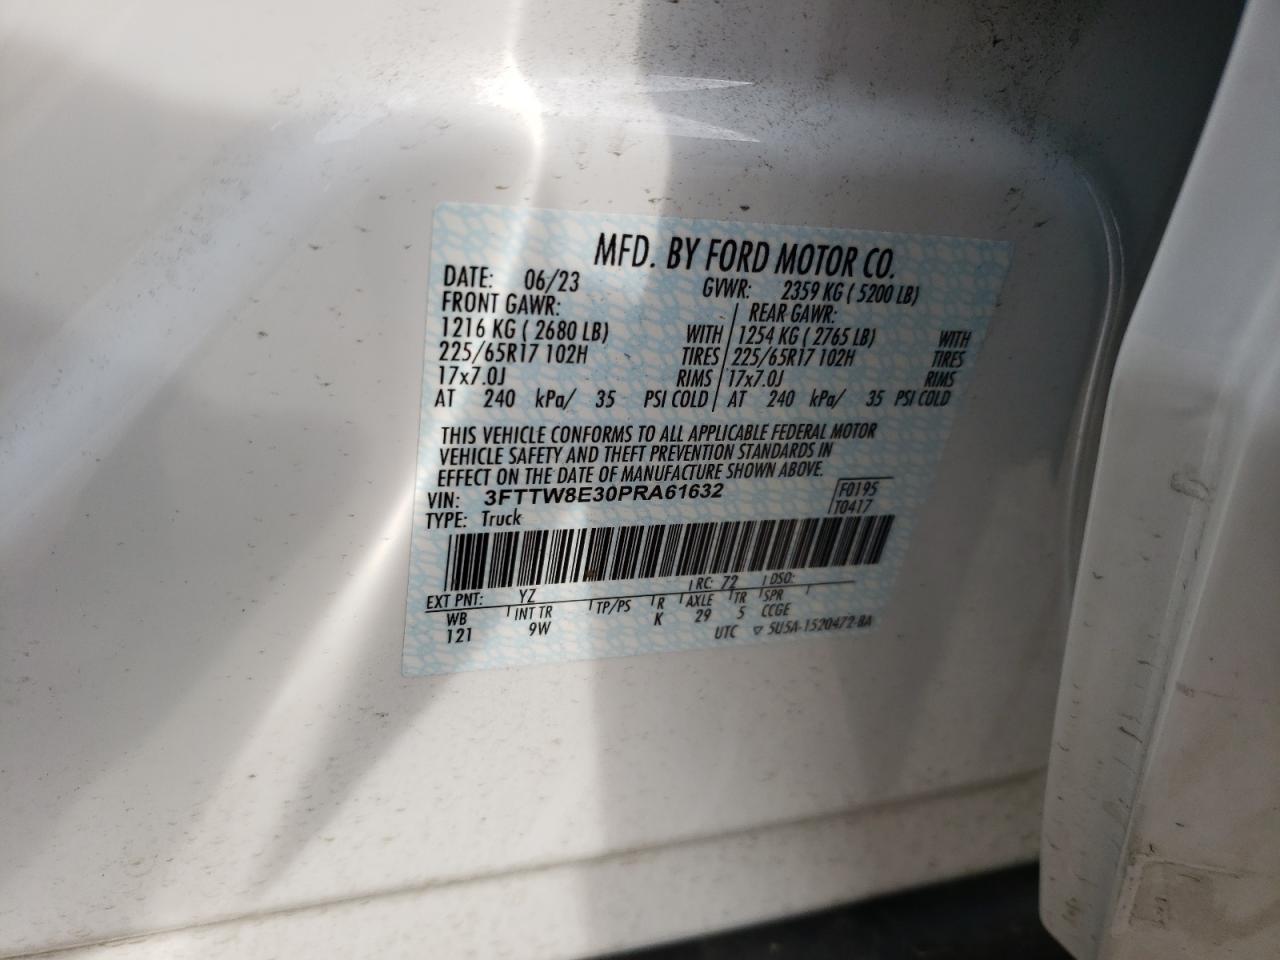 MFD. BY FORD MOTOR CO.
DATE: 06/23 GVWR: 2359 KG ( 5200 LB)
FRONT GAWR: REAR GAWR:
1216 KG ( 2680 LB) WITH 1254 KG ( 2765 LB) WITH
225/65R17 102H TIRES 225/65R17 102H TIRES
17x7.0J RIMS 17x7.0J RIMS
AT 240 kPa/ 35 PSI COLD AT 240 kPa/ 35 PSI COLD
THIS VEHICLE CONFORMS TO ALL APPLICABLE FEDERAL MOTOR
VEHICLE SAFETY AND THEFT PREVENTION STANDARDS IN
EFFECT ON THE DATE OF MANUFACTURE SHOWN ABOVE.
VIN: 3FTTW8E30PRA61632 F0195
TYPE: Truck T0417
EXT PNT: YZ RC: 72 DSO:
WB INT TR TP/PS R AXLE TR SPR
121 9W K 29 5 CCGE
UTC ▽ 5U5A-1520472-BA